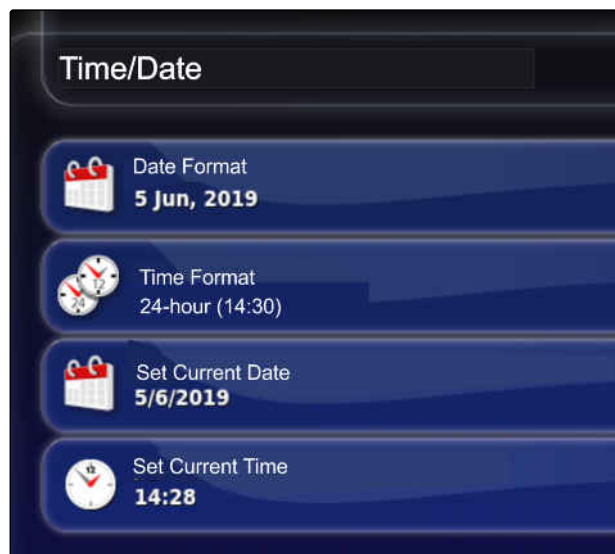 Time/Date
Date Format
5 Jun, 2019
Time Format
24-hour (14:30)
Set Current Date
5/6/2019
Set Current Time
14:28